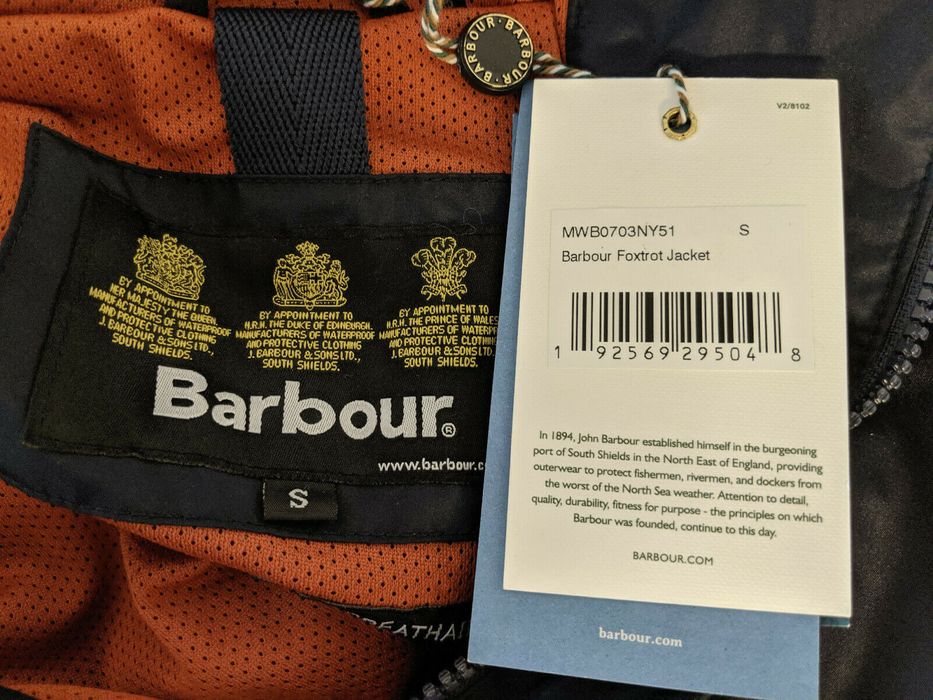 BARBOUR · BARBOUR · BARBOUR ·
V2/8102
MWB0703NY51 S
Barbour Foxtrot Jacket
1 92569 29504 8
In 1894, John Barbour established himself in the burgeoning
port of South Shields in the North East of England, providing
outerwear to protect fishermen, rivermen, and dockers from
the worst of the North Sea weather. Attention to detail,
quality, durability, fitness for purpose - the principles on which
Barbour was founded, continue to this day.
BARBOUR.COM
barbour.com
BY APPOINTMENT TO
HER MAJESTY THE QUEEN
MANUFACTURERS OF WATERPROOF
AND PROTECTIVE CLOTHING
J. BARBOUR & SONS LTD.,
SOUTH SHIELDS.
BY APPOINTMENT TO
H.R.H. THE DUKE OF EDINBURGH.
MANUFACTURERS OF WATERPROOF
AND PROTECTIVE CLOTHING
J. BARBOUR & SONS LTD.,
SOUTH SHIELDS.
BY APPOINTMENT TO
H.R.H. THE PRINCE OF WALES
MANUFACTURERS OF WATERPR
AND PROTECTIVE CLOTHING
J. BARBOUR & SONS LTD.,
SOUTH SHIELDS.
Barbour®
www.barbour.c
S
REATHA